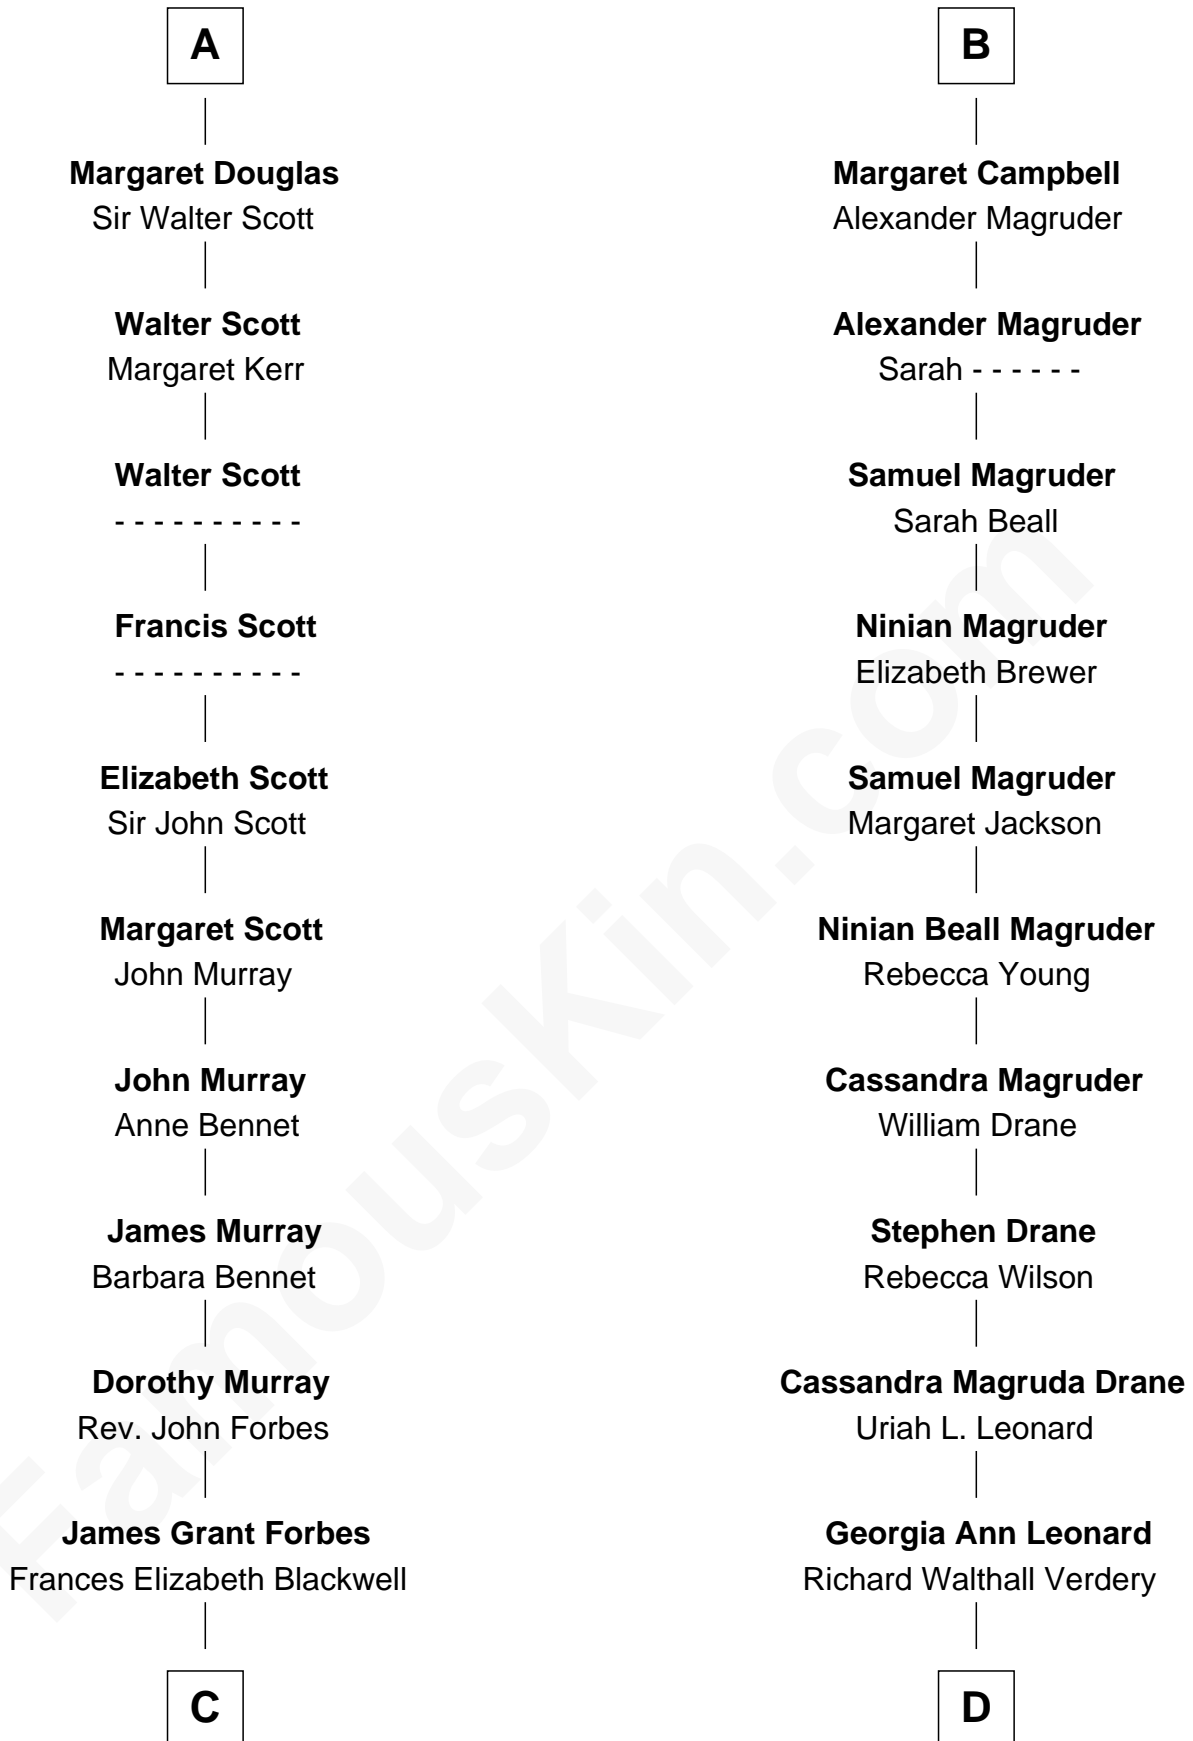 A
Margaret Douglas
Sir Walter Scott
Walter Scott
Margaret Kerr
Walter Scott
- - - - - - - - - -
Francis Scott
- - - - - - - - - -
Elizabeth Scott
Sir John Scott
Margaret Scott
John Murray
John Murray
Anne Bennet
James Murray
Barbara Bennet
Dorothy Murray
Rev. John Forbes
James Grant Forbes
Frances Elizabeth Blackwell
C
B
Margaret Campbell
Alexander Magruder
Alexander Magruder
Sarah - - - - - -
Samuel Magruder
Sarah Beall
Ninian Magruder
Elizabeth Brewer
Samuel Magruder
Margaret Jackson
Ninian Beall Magruder
Rebecca Young
Cassandra Magruder
William Drane
Stephen Drane
Rebecca Wilson
Cassandra Magruda Drane
Uriah L. Leonard
Georgia Ann Leonard
Richard Walthall Verdery
D
FamousKin.com